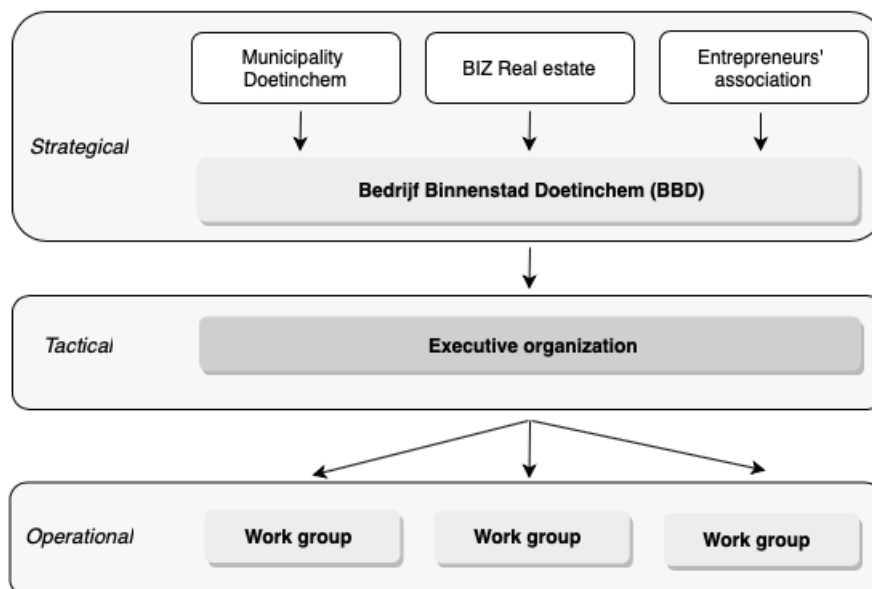 Municipality
Doetinchem
BIZ Real estate
Entrepreneurs'
association
Strategical
Bedrijf Binnenstad Doetinchem (BBD)
Tactical
Executive organization
Operational
Work group
Work group
Work group